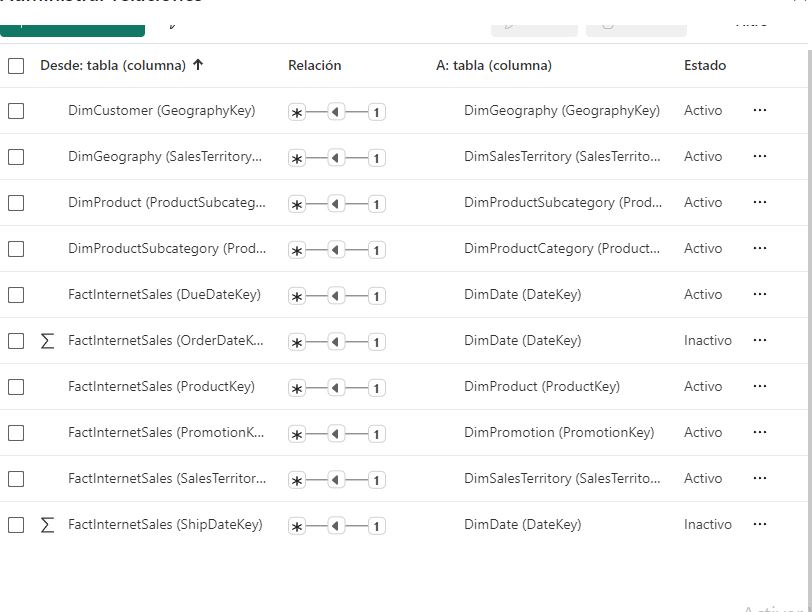 Administrar relaciones
Desde: tabla (columna) ↑ Relación A: tabla (columna) Estado
DimCustomer (GeographyKey) * 1 DimGeography (GeographyKey) Activo ...
DimGeography (SalesTerritory... * 1 DimSalesTerritory (SalesTerrito... Activo ...
DimProduct (ProductSubcateg... * 1 DimProductSubcategory (Prod... Activo ...
DimProductSubcategory (Prod... * 1 DimProductCategory (Product... Activo ...
FactInternetSales (DueDateKey) * 1 DimDate (DateKey) Activo ...
Σ FactInternetSales (OrderDateK... * 1 DimDate (DateKey) Inactivo ...
FactInternetSales (ProductKey) * 1 DimProduct (ProductKey) Activo ...
FactInternetSales (PromotionK... * 1 DimPromotion (PromotionKey) Activo ...
FactInternetSales (SalesTerritor... * 1 DimSalesTerritory (SalesTerrito... Activo ...
Σ FactInternetSales (ShipDateKey) * 1 DimDate (DateKey) Inactivo ...